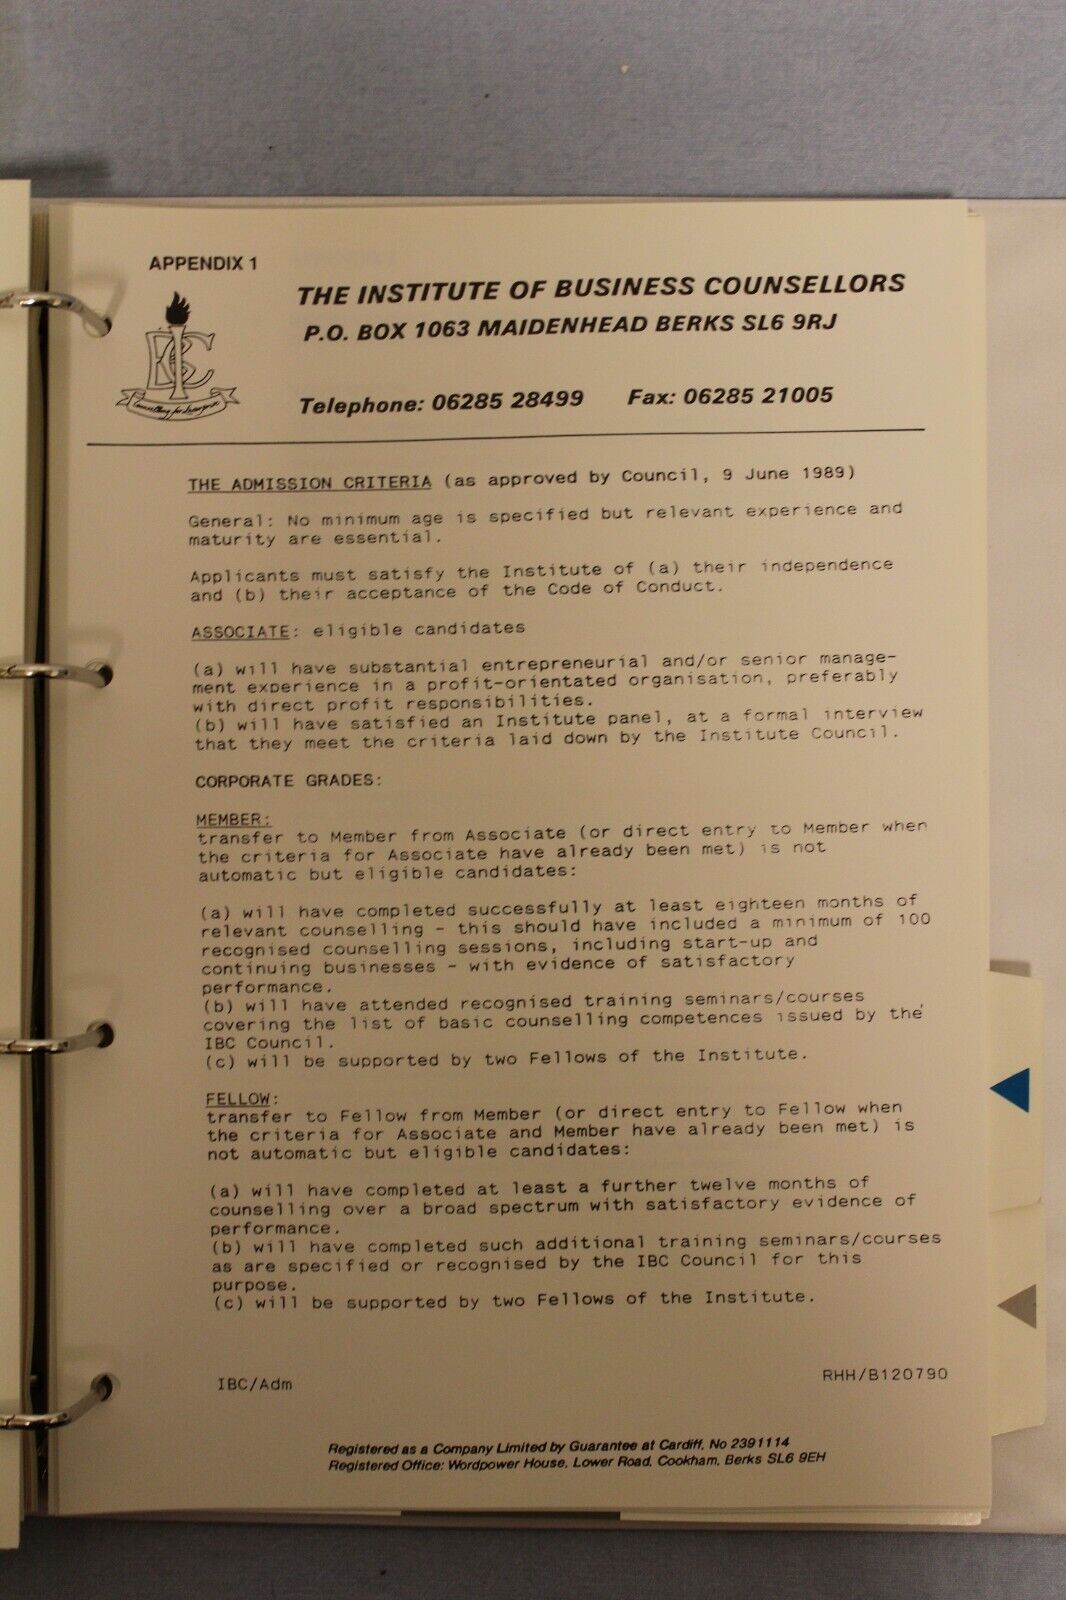 APPENDIX 1
THE INSTITUTE OF BUSINESS COUNSELLORS
P.O. BOX 1063 MAIDENHEAD BERKS SL6 9RJ
IBC
Counselling for Enterprise
Telephone: 06285 28499 Fax: 06285 21005
THE ADMISSION CRITERIA (as approved by Council, 9 June 1989)
General: No minimum age is specified but relevant experience and
maturity are essential.
Applicants must satisfy the Institute of (a) their independence
and (b) their acceptance of the Code of Conduct.
ASSOCIATE: eligible candidates
(a) will have substantial entrepreneurial and/or senior manage-
ment experience in a profit-orientated organisation, preferably
with direct profit responsibilities.
(b) will have satisfied an Institute panel, at a formal interview
that they meet the criteria laid down by the Institute Council.
CORPORATE GRADES:
MEMBER:
transfer to Member from Associate (or direct entry to Member when
the criteria for Associate have already been met) is not
automatic but eligible candidates:
(a) will have completed successfully at least eighteen months of
relevant counselling - this should have included a minimum of 100
recognised counselling sessions, including start-up and
continuing businesses - with evidence of satisfactory
performance.
(b) will have attended recognised training seminars/courses
covering the list of basic counselling competences issued by the
IBC Council.
(c) will be supported by two Fellows of the Institute.
FELLOW:
transfer to Fellow from Member (or direct entry to Fellow when
the criteria for Associate and Member have already been met) is
not automatic but eligible candidates:
(a) will have completed at least a further twelve months of
counselling over a broad spectrum with satisfactory evidence of
performance.
(b) will have completed such additional training seminars/courses
as are specified or recognised by the IBC Council for this
purpose.
(c) will be supported by two Fellows of the Institute.
IBC/Adm RHH/B120790
Registered as a Company Limited by Guarantee at Cardiff, No 2391114
Registered Office: Wordpower House, Lower Road, Cookham, Berks SL6 9EH